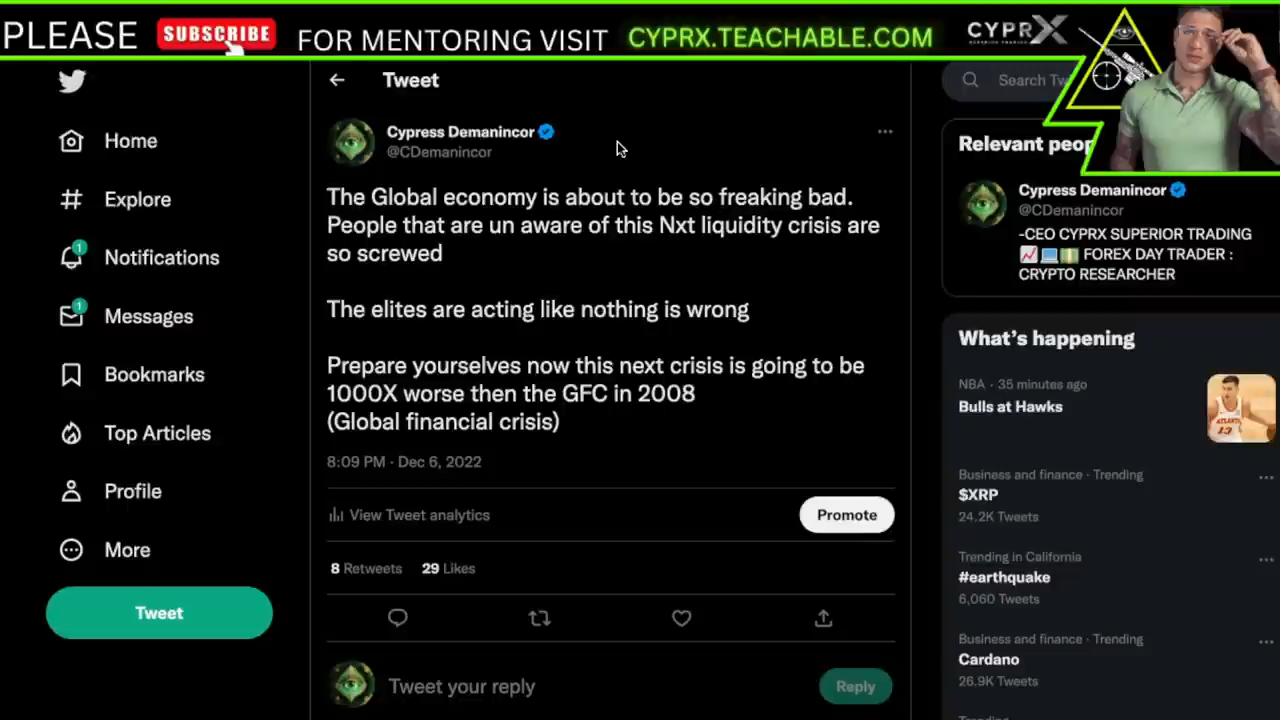 PLEASE SUBSCRIBE FOR MENTORING VISIT CYPRX.TEACHABLE.COM CYPRX
Home
Explore
1
Notifications
1
Messages
Bookmarks
Top Articles
Profile
More
Tweet
Tweet
Cypress Demanincor
@CDemanincor
The Global economy is about to be so freaking bad.
People that are un aware of this Nxt liquidity crisis are
so screwed
The elites are acting like nothing is wrong
Prepare yourselves now this next crisis is going to be
1000X worse then the GFC in 2008
(Global financial crisis)
8:09 PM · Dec 6, 2022
View Tweet analytics
Promote
8 Retweets 29 Likes
Tweet your reply
Reply
Search Tw
Relevant peop
Cypress Demanincor
@CDemanincor
-CEO CYPRX SUPERIOR TRADING
📈💻💵 FOREX DAY TRADER :
CRYPTO RESEARCHER
What's happening
NBA · 35 minutes ago
Bulls at Hawks
Business and finance · Trending
$XRP
24.2K Tweets
Trending in California
#earthquake
6,060 Tweets
Business and finance · Trending
Cardano
26.9K Tweets